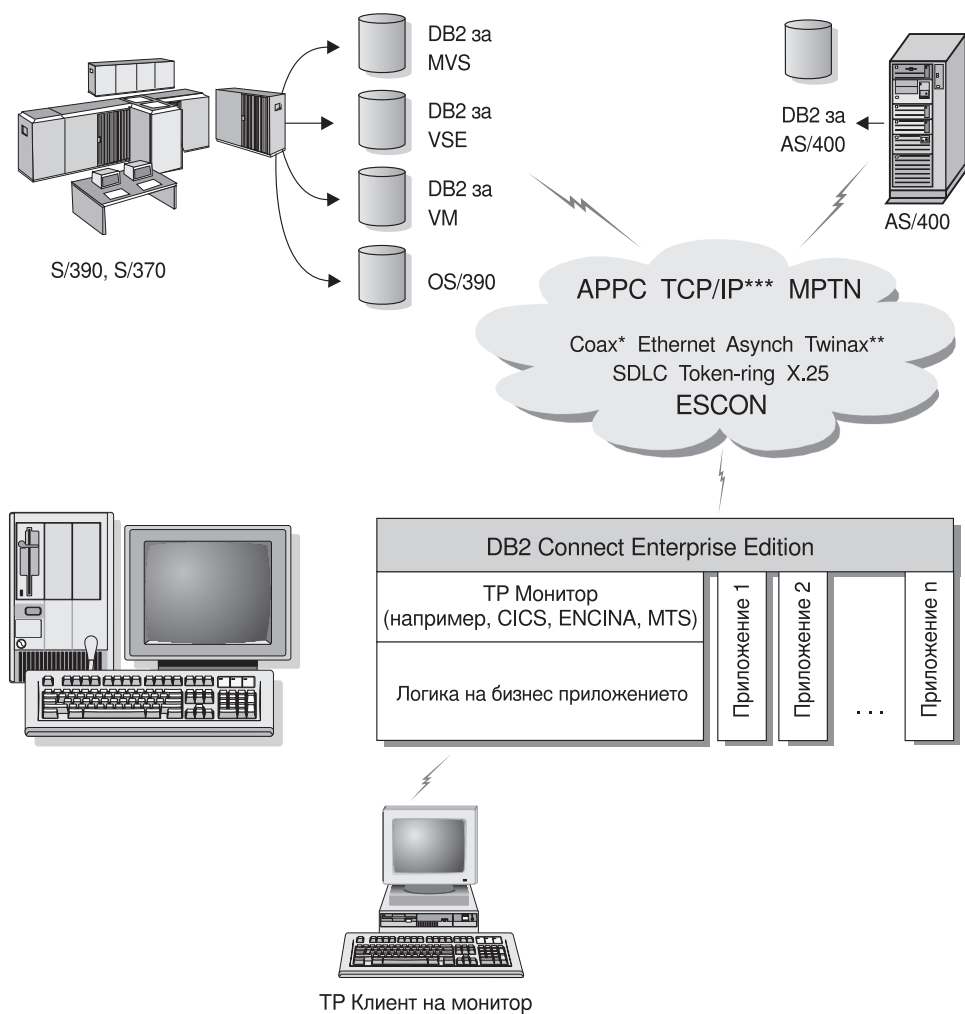 DB2 за
MVS
DB2 за
VSE
DB2 за
VM
OS/390
S/390, S/370
DB2 за
AS/400
AS/400
APPC TCP/IP*** MPTN
Coax* Ethernet Asynch Twinax**
SDLC Token-ring X.25
ESCON
DB2 Connect Enterprise Edition
TP Монитор
(например, CICS, ENCINA, MTS)
Логика на бизнес приложението
Приложение 1
Приложение 2
. . .
Приложение n
TP Клиент на монитор